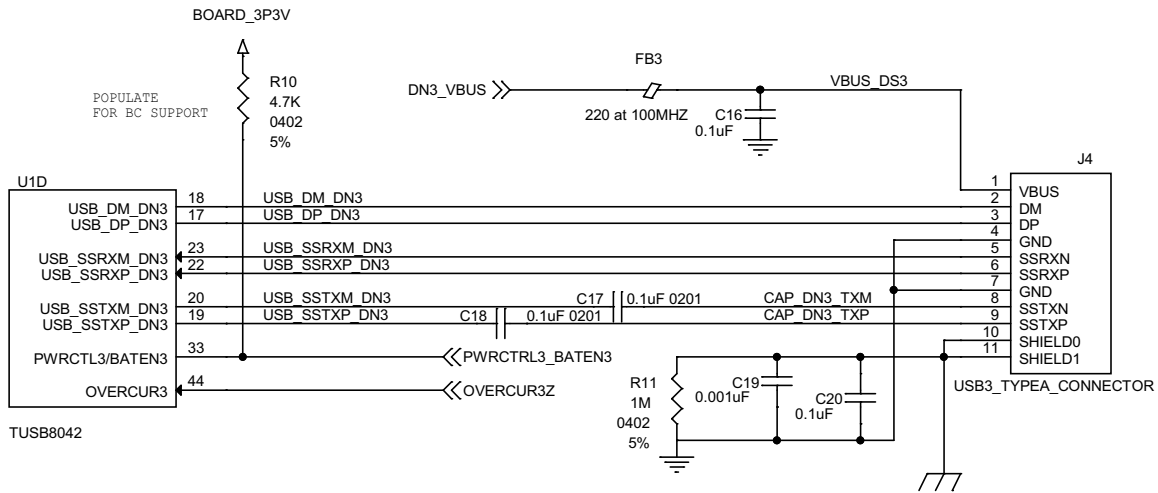 BOARD_3P3V
POPULATE
FOR BC SUPPORT
R10
4.7K
0402
5%
DN3_VBUS
FB3
220 at 100MHZ
VBUS_DS3
C16
0.1uF
J4
U1D
USB_DM_DN3 18 USB_DM_DN3
USB_DP_DN3 17 USB_DP_DN3
USB_SSRXM_DN3 23 USB_SSRXM_DN3
USB_SSRXP_DN3 22 USB_SSRXP_DN3
USB_SSTXM_DN3 20 USB_SSTXM_DN3
USB_SSTXP_DN3 19 USB_SSTXP_DN3
PWRCTL3/BATEN3 33 PWRCTRL3_BATEN3
OVERCUR3 44 OVERCUR3Z
TUSB8042
C17 0.1uF 0201 CAP_DN3_TXM
C18 0.1uF 0201 CAP_DN3_TXP
1 VBUS
2 DM
3 DP
4 GND
5 SSRXN
6 SSRXP
7 GND
8 SSTXN
9 SSTXP
10 SHIELD0
11 SHIELD1
USB3_TYPEA_CONNECTOR
R11
1M
0402
5%
C19
0.001uF
C20
0.1uF